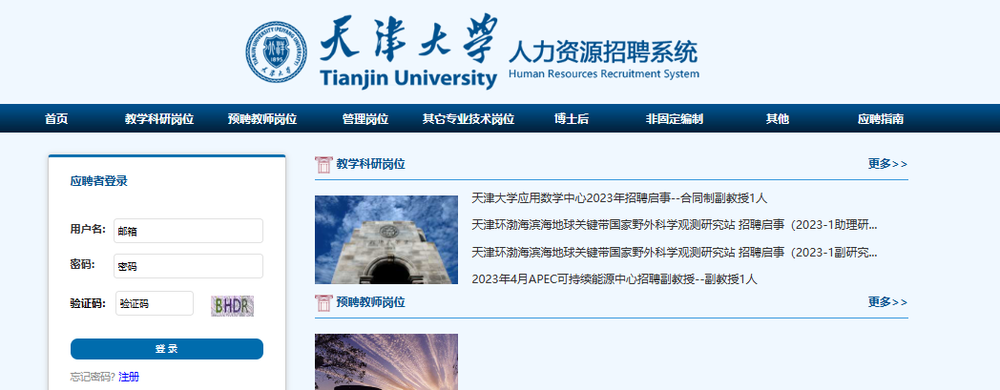 天津大学 人力资源招聘系统
Tianjin University Human Resources Recruitment System
首页 教学科研岗位 预聘教师岗位 管理岗位 其它专业技术岗位 博士后 非固定编制 其他 应聘指南
应聘者登录
用户名: 邮箱
密码: 密码
验证码: 验证码 BHDR
登 录
忘记密码? 注册
教学科研岗位 更多>>
天津大学应用数学中心2023年招聘启事--合同制副教授1人
天津环渤海滨海地球关键带国家野外科学观测研究站 招聘启事（2023-1助理研...
天津环渤海滨海地球关键带国家野外科学观测研究站 招聘启事（2023-1副研究...
2023年4月APEC可持续能源中心招聘副教授--副教授1人
预聘教师岗位 更多>>